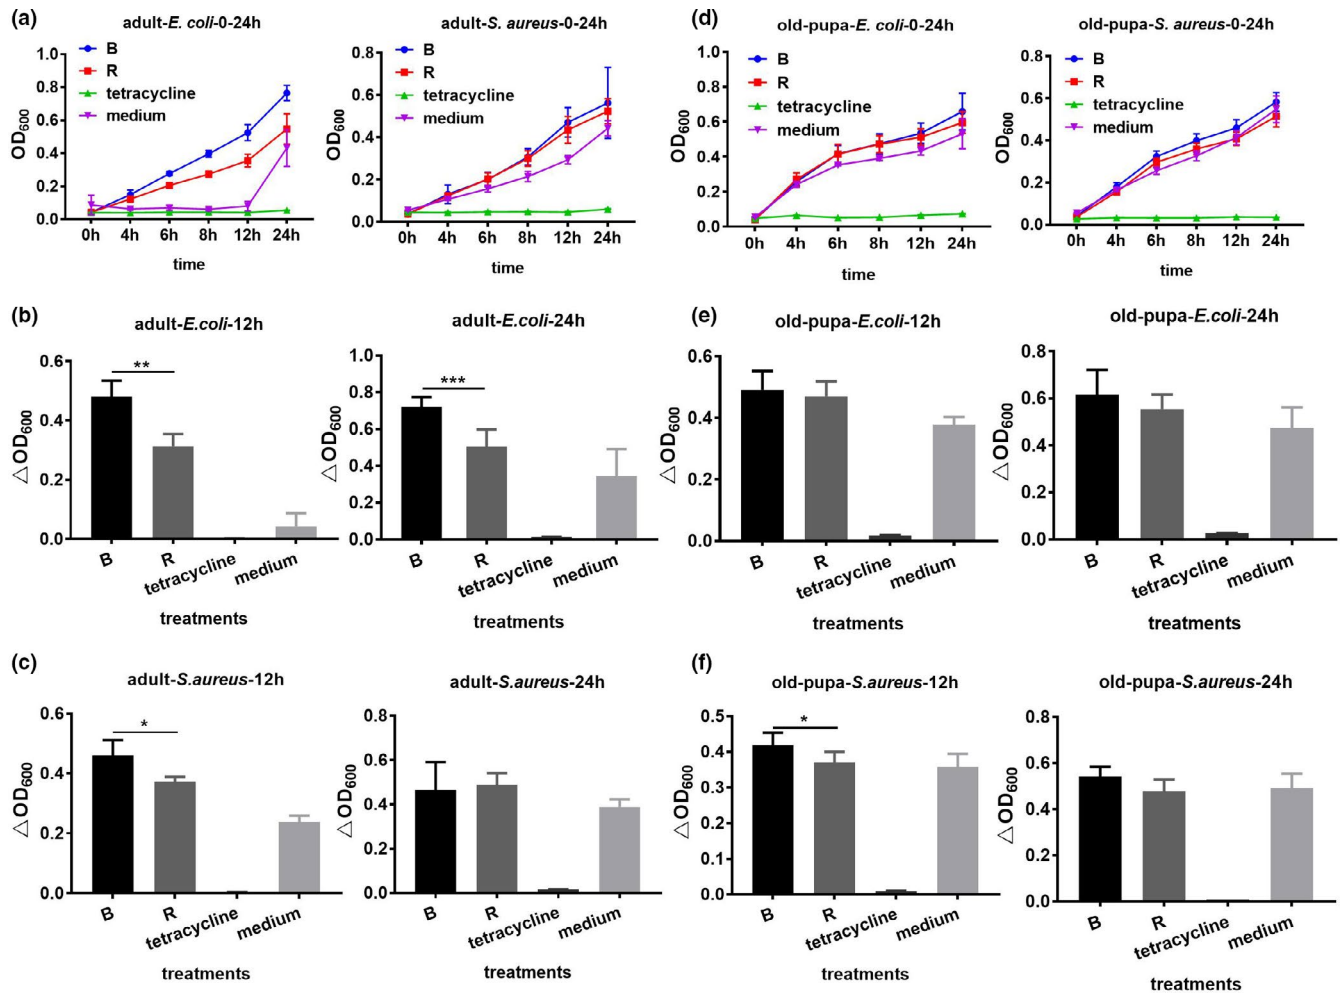 (a)
adult-E. coli-0-24h
B
R
tetracycline
medium
OD600
1.0
0.8
0.6
0.4
0.2
0.0
0h 4h 6h 8h 12h 24h
time
adult-S. aureus-0-24h
B
R
tetracycline
medium
OD600
0.8
0.6
0.4
0.2
0.0
0h 4h 6h 8h 12h 24h
time
(d)
old-pupa-E. coli-0-24h
B
R
tetracycline
medium
OD600
1.0
0.8
0.6
0.4
0.2
0.0
0h 4h 6h 8h 12h 24h
time
old-pupa-S. aureus-0-24h
B
R
tetracycline
medium
OD600
0.8
0.6
0.4
0.2
0.0
0h 4h 6h 8h 12h 24h
time
(b)
adult-E.coli-12h
△OD600
0.6
0.4
0.2
0.0
**
B R tetracycline medium
treatments
adult-E.coli-24h
△OD600
1.0
0.8
0.6
0.4
0.2
0.0
***
B R tetracycline medium
treatments
(e)
old-pupa-E.coli-12h
△OD600
0.6
0.4
0.2
0.0
B R tetracycline medium
treatments
old-pupa-E.coli-24h
△OD600
0.8
0.6
0.4
0.2
0.0
B R tetracycline medium
treatments
(c)
adult-S.aureus-12h
△OD600
0.6
0.4
0.2
0.0
*
B R tetracycline medium
treatments
adult-S.aureus-24h
△OD600
0.8
0.6
0.4
0.2
0.0
B R tetracycline medium
treatments
(f)
old-pupa-S.aureus-12h
△OD600
0.5
0.4
0.3
0.2
0.1
0.0
*
B R tetracycline medium
treatments
old-pupa-S.aureus-24h
△OD600
0.8
0.6
0.4
0.2
0.0
B R tetracycline medium
treatments